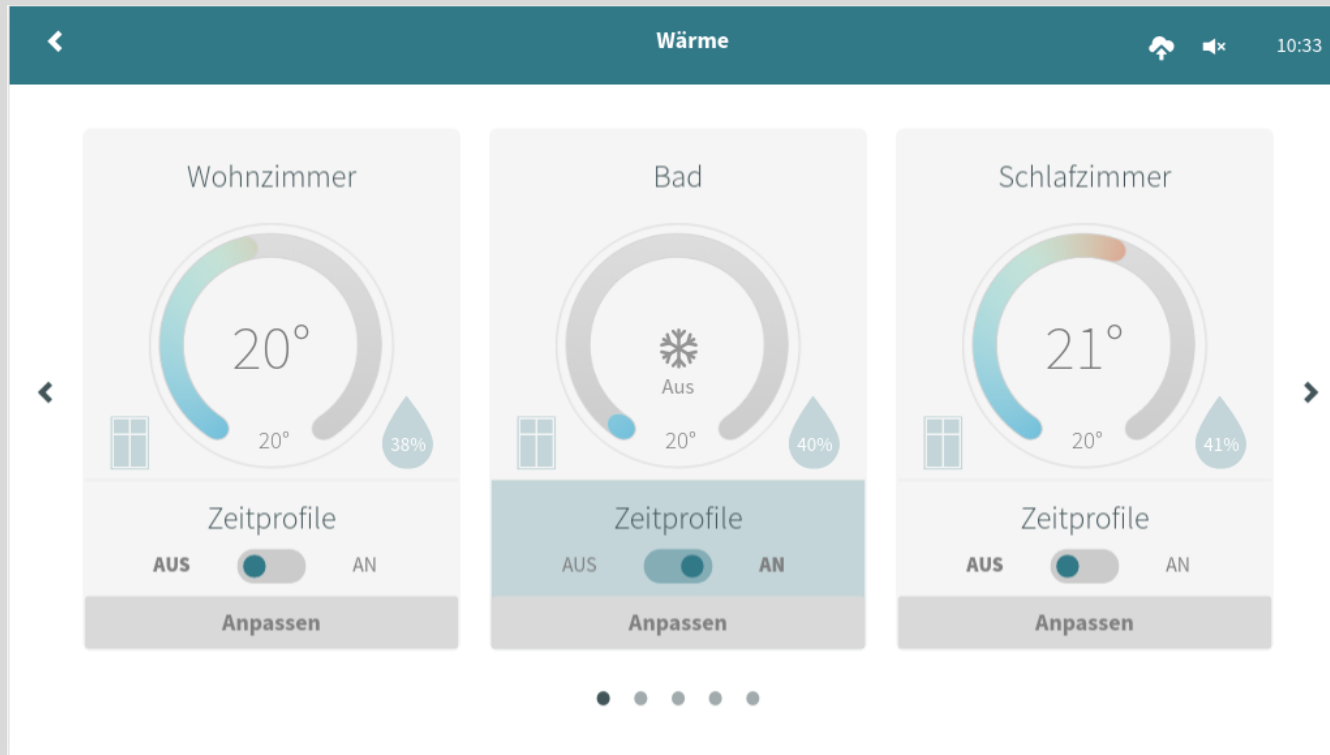 Wärme
10:33
Wohnzimmer
20°
20°
38%
Zeitprofile
AUS AN
Anpassen
Bad
Aus
20°
40%
Zeitprofile
AUS AN
Anpassen
Schlafzimmer
21°
20°
41%
Zeitprofile
AUS AN
Anpassen